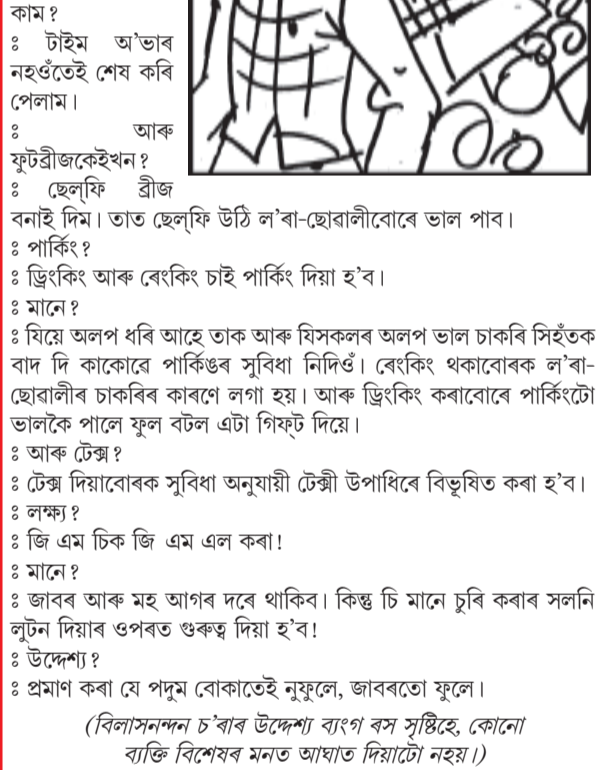 কাম?
ঃ টাইম অ’ভাৰ
নহওঁতেই শেষ কৰি
পেলাম।
ঃ আৰু
ফুটব্ৰীজকেইখন?
ঃ ছেল্‌ফি ব্ৰীজ
বনাই দিম। তাত ছেল্‌ফি উঠি ল’ৰা-ছোৱালীবোৰে ভাল পাব।
ঃ পাৰ্কিং?
ঃ ড্ৰিংকিং আৰু ৰেংকিং চাই পাৰ্কিং দিয়া হ’ব।
ঃ মানে?
ঃ যিয়ে অলপ ধৰি আহে তাক আৰু যিসকলৰ অলপ ভাল চাকৰি সিহঁতক
বাদ দি কাকোৱে পাৰ্কিঙৰ সুবিধা নিদিওঁ। ৰেংকিং থকাবোৰক ল’ৰা-
ছোৱালীৰ চাকৰিৰ কাৰণে লগা হয়। আৰু ড্ৰিংকিং কৰাবোৰে পাৰ্কিংটো
ভালকৈ পালে ফুল বটল এটা গিফ্‌ট দিয়ে।
ঃ আৰু টেক্স?
ঃ টেক্স দিয়াবোৰক সুবিধা অনুযায়ী টেক্সী উপাধিৰে বিভূষিত কৰা হ’ব।
ঃ লক্ষ্য?
ঃ জি এম চিক জি এম এল কৰা!
ঃ মানে?
ঃ জাবৰ আৰু মহ আগৰ দৰে থাকিব। কিন্তু চি মানে চুৰি কৰাৰ সলনি
লুটন দিয়াৰ ওপৰত গুৰুত্ব দিয়া হ’ব!
ঃ উদ্দেশ্য?
ঃ প্ৰমাণ কৰা যে পদুম বোকাতেই নুফুলে, জাবৰতো ফুলে।
(বিলাসনন্দন চ’ৰাৰ উদ্দেশ্য ব্যংগ ৰস সৃষ্টিহে, কোনো
ব্যক্তি বিশেষৰ মনত আঘাত দিয়াটো নহয়।)